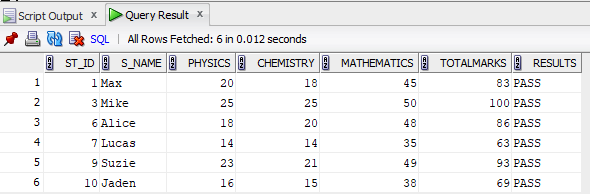 Script Output x Query Result x
SQL | All Rows Fetched: 6 in 0.012 seconds
ST_ID S_NAME PHYSICS CHEMISTRY MATHEMATICS TOTALMARKS RESULTS
1 1 Max 20 18 45 83 PASS
2 3 Mike 25 25 50 100 PASS
3 6 Alice 18 20 48 86 PASS
4 7 Lucas 14 14 35 63 PASS
5 9 Suzie 23 21 49 93 PASS
6 10 Jaden 16 15 38 69 PASS